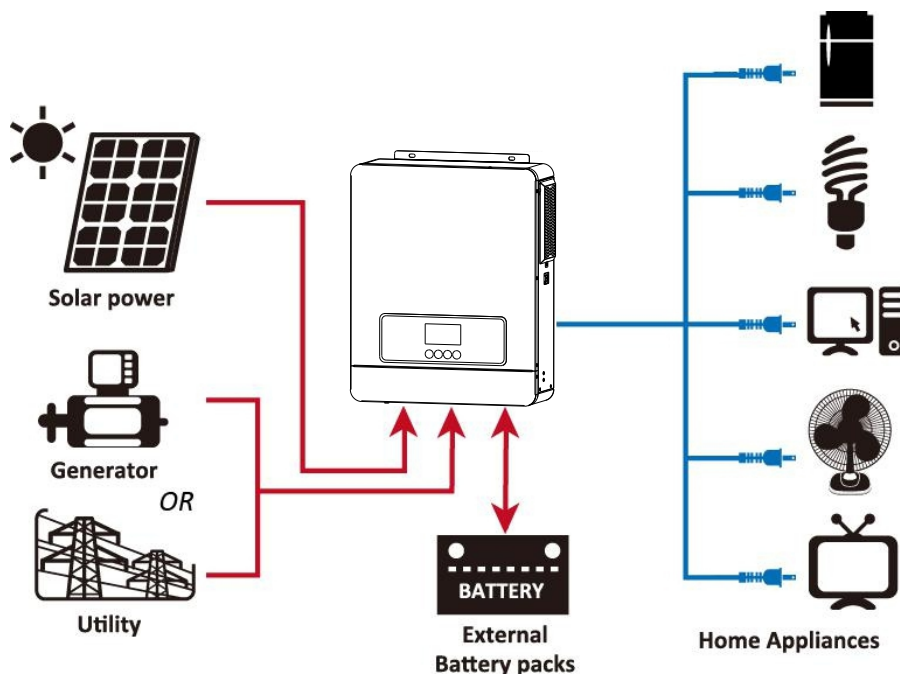 Solar power
Generator
OR
Utility
BATTERY
External
Battery packs
Home Appliances